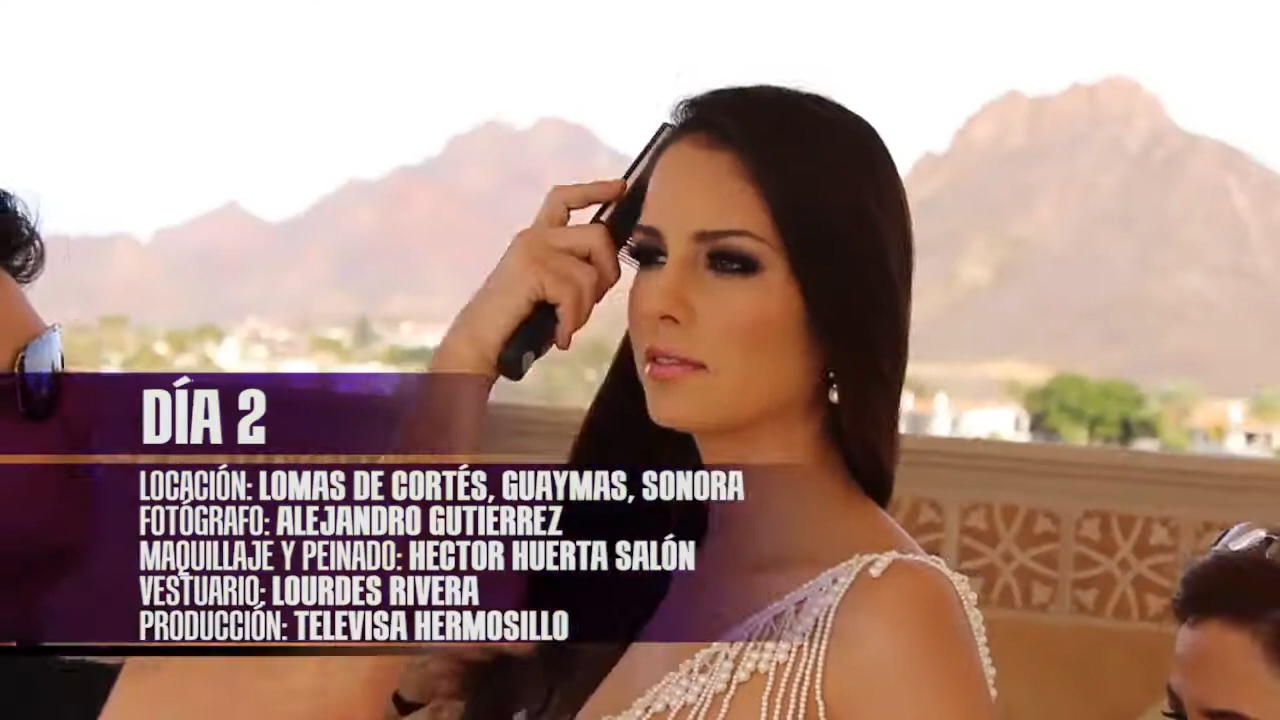 DÍA 2
LOCACIÓN: LOMAS DE CORTÉS, GUAYMAS, SONORA
FOTÓGRAFO: ALEJANDRO GUTIERREZ
MAQUILLAJE Y PEINADO: HECTOR HUERTA SALÓN
VESTUARIO: LOURDES RIVERA
PRODUCCIÓN: TELEVISA HERMOSILLO